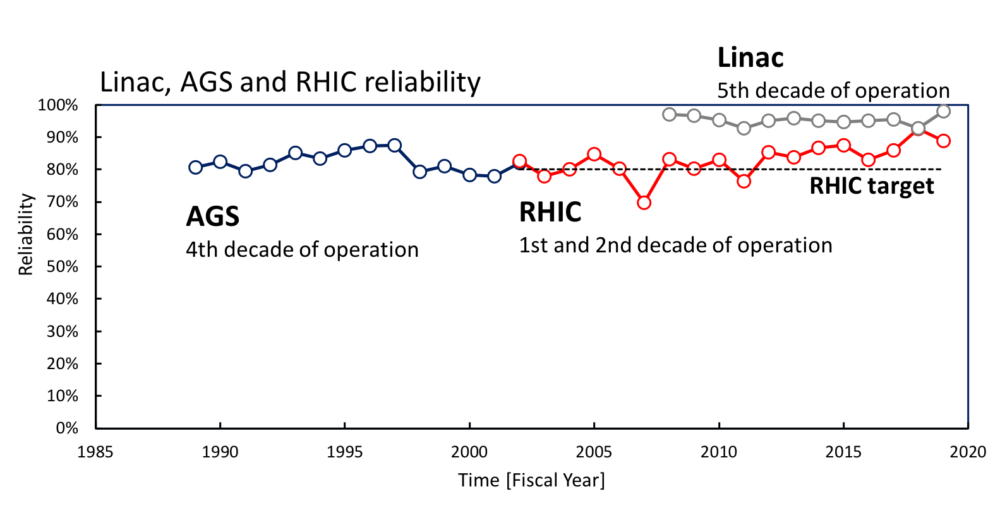 Linac
Linac, AGS and RHIC reliability
5th decade of operation
100%
90%
80%
70%
60%
50%
40%
30%
20%
10%
0%
Reliability
RHIC target
AGS
4th decade of operation
RHIC
1st and 2nd decade of operation
1985
1990
1995
2000
2005
2010
2015
2020
Time [Fiscal Year]